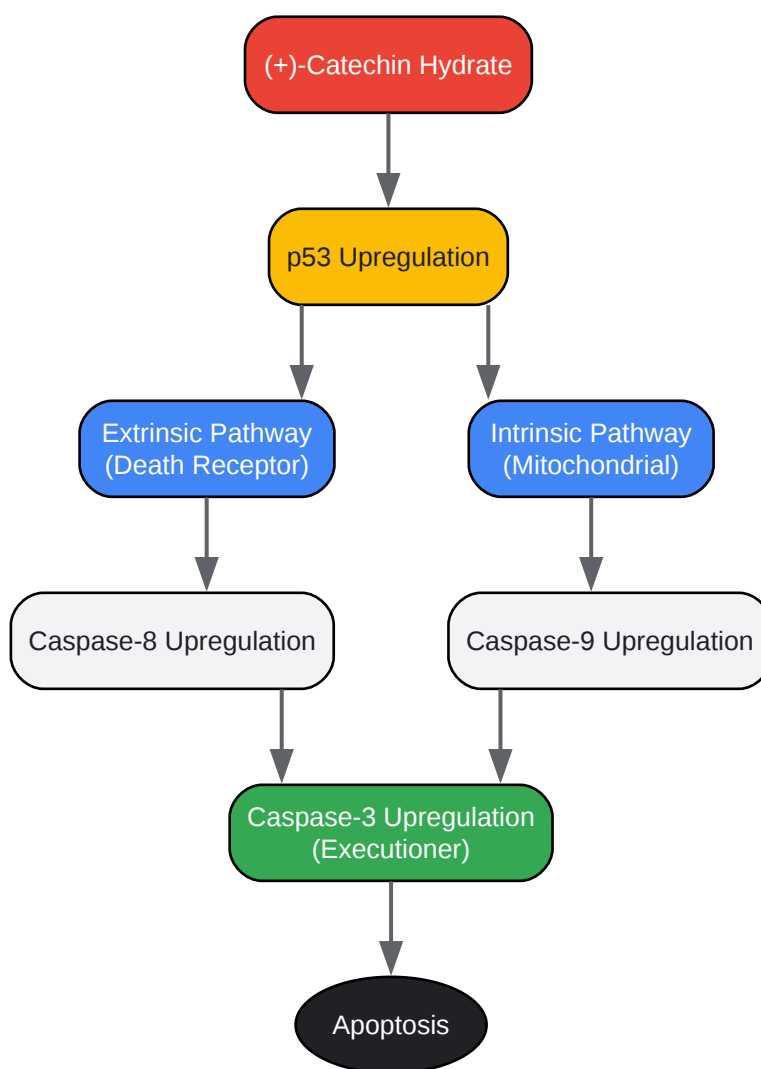 (+)-Catechin Hydrate
p53 Upregulation
Extrinsic Pathway
(Death Receptor)
Intrinsic Pathway
(Mitochondrial)
Caspase-8 Upregulation
Caspase-9 Upregulation
Caspase-3 Upregulation
(Executioner)
Apoptosis